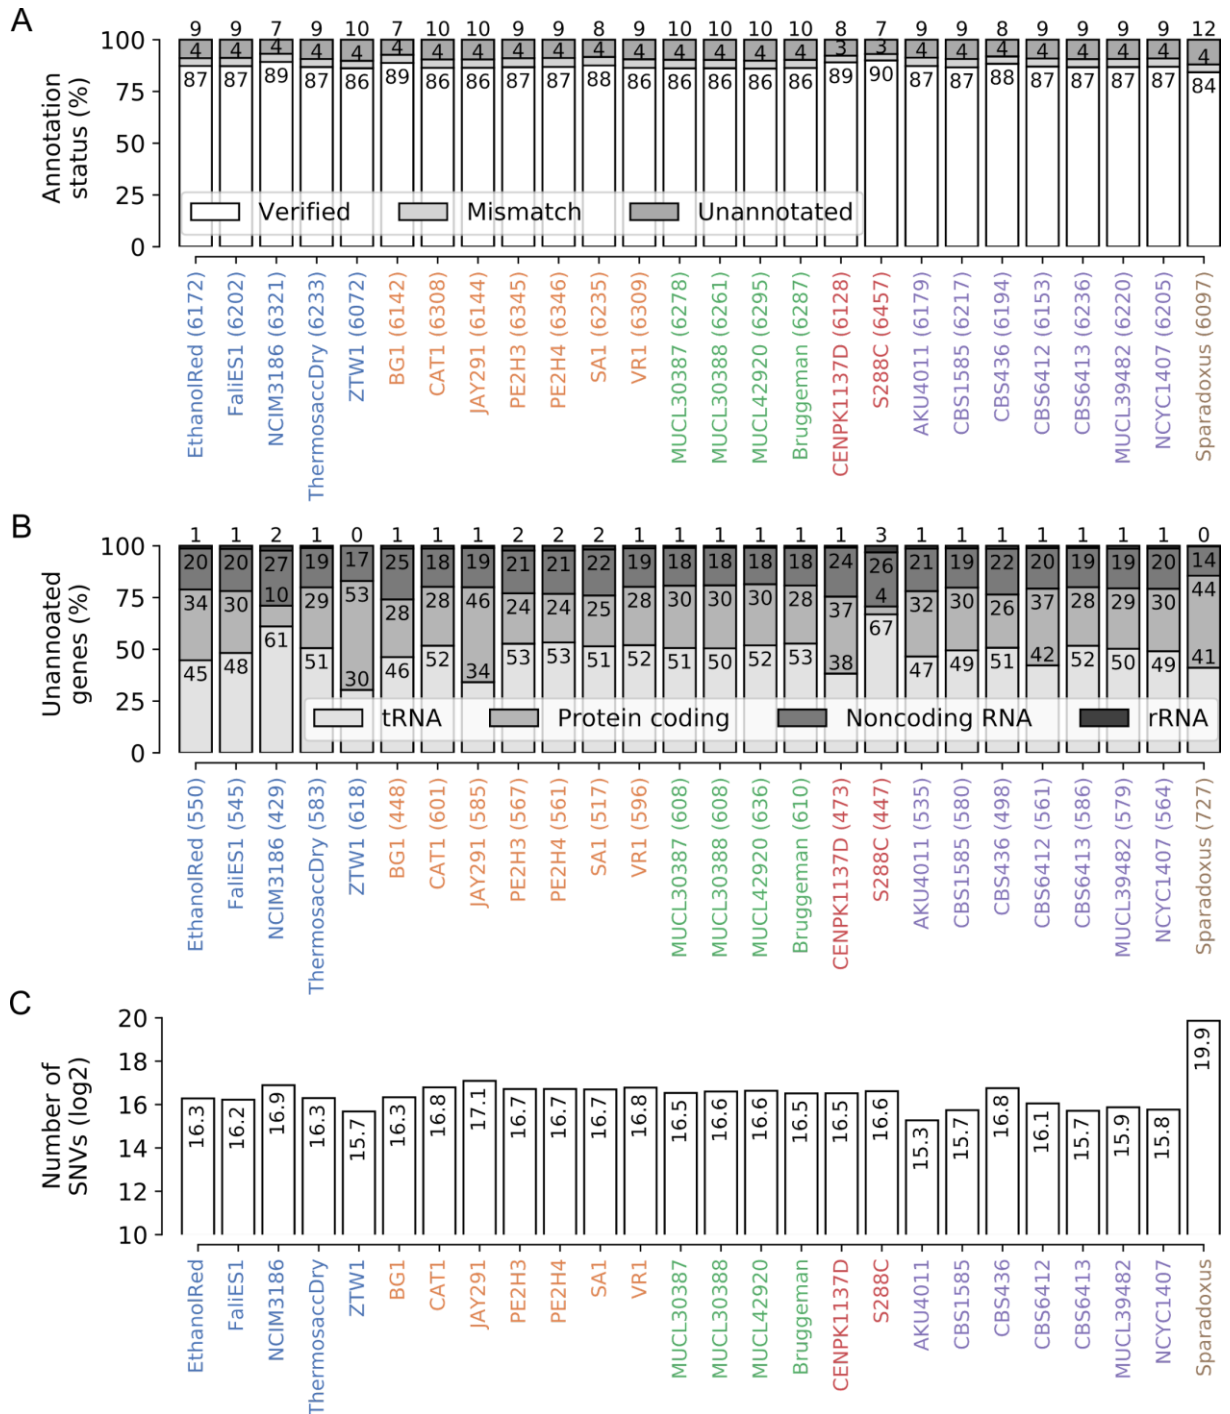 A
9 9 7 9 10 7 10 10 9 9 8 9 10 10 10 10 8 7 9 9 8 9 9 9 9 12
100
4 4 4 4 4 4 4 4 4 4 4 4 4 4 4 4 3 3 4 4 4 4 4 4 4 4
87 87 89 87 86 89 86 86 87 87 88 86 86 86 86 86 89 90 87 86 88 87 87 87 87 84
75
50
25
0
Annotation
status (%)
Verified Mismatch Unannotated
EthanolRed (6172)
FaliES1 (6202)
NCIM3186 (6321)
ThermosaccDry (6233)
ZTW1 (6072)
BG1 (6142)
CAT1 (6308)
JAY291 (6144)
PE2H3 (6345)
PE2H4 (6346)
SA1 (6235)
VR1 (6309)
MUCL30387 (6278)
MUCL30388 (6261)
MUCL42920 (6295)
Bruggeman (6287)
CENPK1137D (6128)
S288C (6457)
AKU4011 (6179)
CBS1585 (6217)
CBS436 (6194)
CBS6412 (6153)
CBS6413 (6236)
MUCL39482 (6220)
NCYC1407 (6205)
Sparadoxus (6097)
B
1 1 2 1 0 1 1 1 2 2 2 1 1 1 1 1 1 3 1 1 1 1 1 1 1 0
100
20 20 27 19 17 25 18 19 21 21 22 19 18 18 18 18 24 26 21 19 22 20 19 19 20 14
34 30 10 29 53 28 28 46 24 24 25 28 30 30 30 28 37 4 32 30 26 37 28 29 30 44
45 48 61 51 30 46 52 34 53 53 51 52 51 50 52 53 38 67 47 49 51 42 52 50 49 41
75
50
25
0
Unannoated
genes (%)
tRNA Protein coding Noncoding RNA rRNA
EthanolRed (550)
FaliES1 (545)
NCIM3186 (429)
ThermosaccDry (583)
ZTW1 (618)
BG1 (448)
CAT1 (601)
JAY291 (585)
PE2H3 (567)
PE2H4 (561)
SA1 (517)
VR1 (596)
MUCL30387 (608)
MUCL30388 (608)
MUCL42920 (636)
Bruggeman (610)
CENPK1137D (473)
S288C (447)
AKU4011 (535)
CBS1585 (580)
CBS436 (498)
CBS6412 (561)
CBS6413 (586)
MUCL39482 (579)
NCYC1407 (564)
Sparadoxus (727)
C
20
18
16
14
12
10
Number of
SNVs (log2)
16.3 16.2 16.9 16.3 15.7 16.3 16.8 17.1 16.7 16.7 16.7 16.8 16.5 16.6 16.6 16.5 16.5 16.6 15.3 15.7 16.8 16.1 15.7 15.9 15.8 19.9
EthanolRed
FaliES1
NCIM3186
ThermosaccDry
ZTW1
BG1
CAT1
JAY291
PE2H3
PE2H4
SA1
VR1
MUCL30387
MUCL30388
MUCL42920
Bruggeman
CENPK1137D
S288C
AKU4011
CBS1585
CBS436
CBS6412
CBS6413
MUCL39482
NCYC1407
Sparadoxus